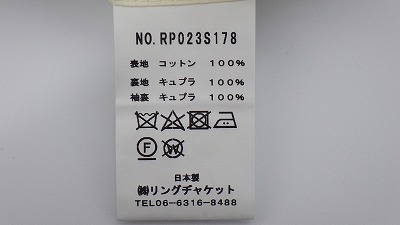 NO. RP023S178
表地 コットン 100%
裏地 キュプラ 100%
袖裏 キュプラ 100%
F W
日本製
㈱リングヂャケット
TEL06-6316-8488